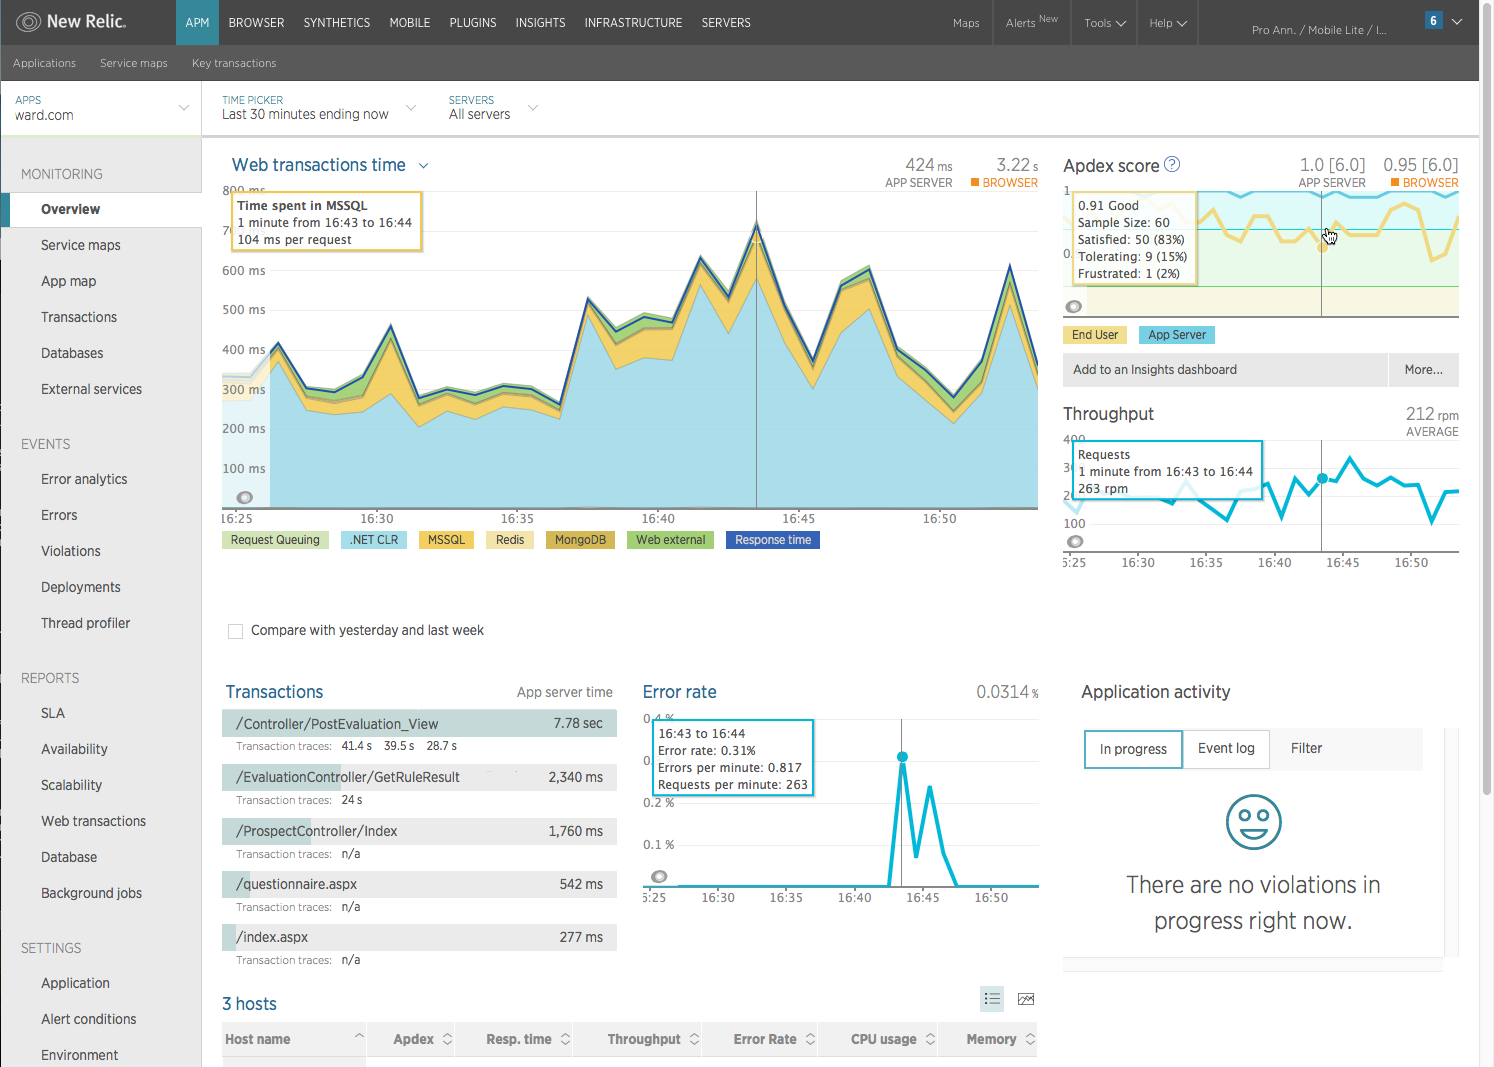 New Relic.
APM BROWSER SYNTHETICS MOBILE PLUGINS INSIGHTS INFRASTRUCTURE SERVERS
Maps Alerts New Tools Help
Pro Ann. / Mobile Lite / I... 6
Applications Service maps Key transactions
APPS
ward.com
TIME PICKER
Last 30 minutes ending now
SERVERS
All servers
MONITORING
Overview
Service maps
App map
Transactions
Databases
External services
EVENTS
Error analytics
Errors
Violations
Deployments
Thread profiler
REPORTS
SLA
Availability
Scalability
Web transactions
Database
Background jobs
SETTINGS
Application
Alert conditions
Environment
Web transactions time
424 ms
APP SERVER
3.22 s
BROWSER
800 ms
Time spent in MSSQL
1 minute from 16:43 to 16:44
104 ms per request
600 ms
500 ms
400 ms
300 ms
200 ms
100 ms
16:25 16:30 16:35 16:40 16:45 16:50
Request Queuing .NET CLR MSSQL Redis MongoDB Web external Response time
Compare with yesterday and last week
Apdex score ?
1.0 [6.0]
APP SERVER
0.95 [6.0]
BROWSER
1
0.91 Good
Sample Size: 60
Satisfied: 50 (83%)
Tolerating: 9 (15%)
Frustrated: 1 (2%)
End User App Server
Add to an Insights dashboard More...
Throughput
212 rpm
AVERAGE
400
Requests
1 minute from 16:43 to 16:44
263 rpm
100
5:25 16:30 16:35 16:40 16:45 16:50
Transactions App server time
/Controller/PostEvaluation_View 7.78 sec
Transaction traces: 41.4 s 39.5 s 28.7 s
/EvaluationController/GetRuleResult 2,340 ms
Transaction traces: 24 s
/ProspectController/Index 1,760 ms
Transaction traces: n/a
/questionnaire.aspx 542 ms
Transaction traces: n/a
/index.aspx 277 ms
Transaction traces: n/a
Error rate 0.0314 %
0.4 %
16:43 to 16:44
Error rate: 0.31%
Errors per minute: 0.817
Requests per minute: 263
0.2 %
0.1 %
5:25 16:30 16:35 16:40 16:45 16:50
Application activity
In progress Event log Filter
There are no violations in
progress right now.
3 hosts
Host name Apdex Resp. time Throughput Error Rate CPU usage Memory